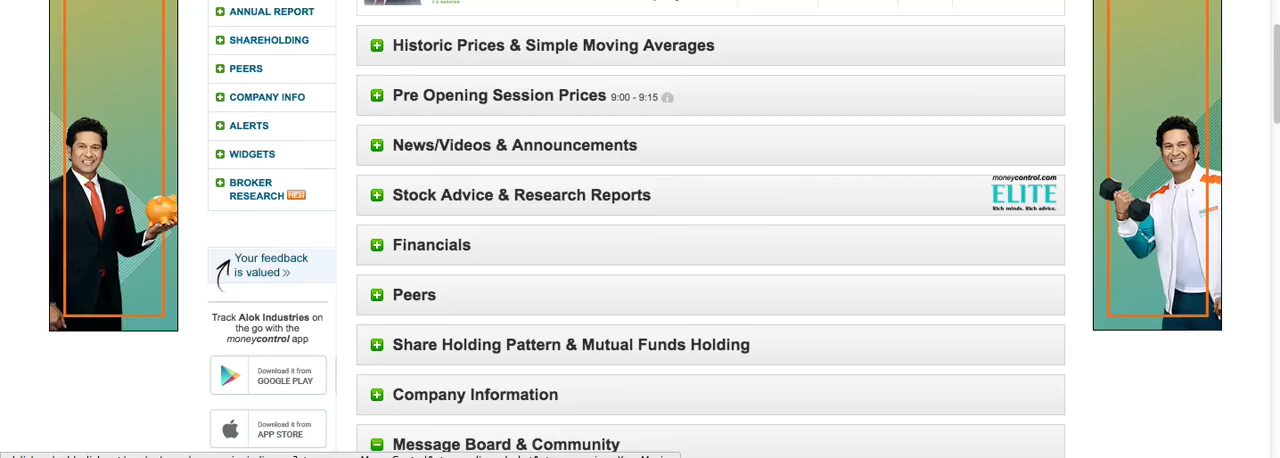 ANNUAL REPORT
SHAREHOLDING
PEERS
COMPANY INFO
ALERTS
WIDGETS
BROKER
RESEARCH NEW
Your feedback
is valued »
Track Alok Industries on
the go with the
moneycontrol app
Download it from
GOOGLE PLAY
Download it from
APP STORE
Historic Prices & Simple Moving Averages
Pre Opening Session Prices 9:00 - 9:15 i
News/Videos & Announcements
Stock Advice & Research Reports
moneycontrol.com
ELITE
Rich minds. Rich advice.
Financials
Peers
Share Holding Pattern & Mutual Funds Holding
Company Information
Message Board & Community